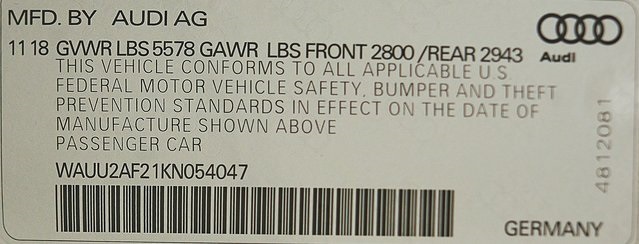 MFD. BY AUDI AG
Audi
11 18 GVWR LBS 5578 GAWR LBS FRONT 2800 /REAR 2943
THIS VEHICLE CONFORMS TO ALL APPLICABLE U.S.
FEDERAL MOTOR VEHICLE SAFETY, BUMPER AND THEFT
PREVENTION STANDARDS IN EFFECT ON THE DATE OF
MANUFACTURE SHOWN ABOVE
PASSENGER CAR
WAUU2AF21KN054047
4812081
GERMANY